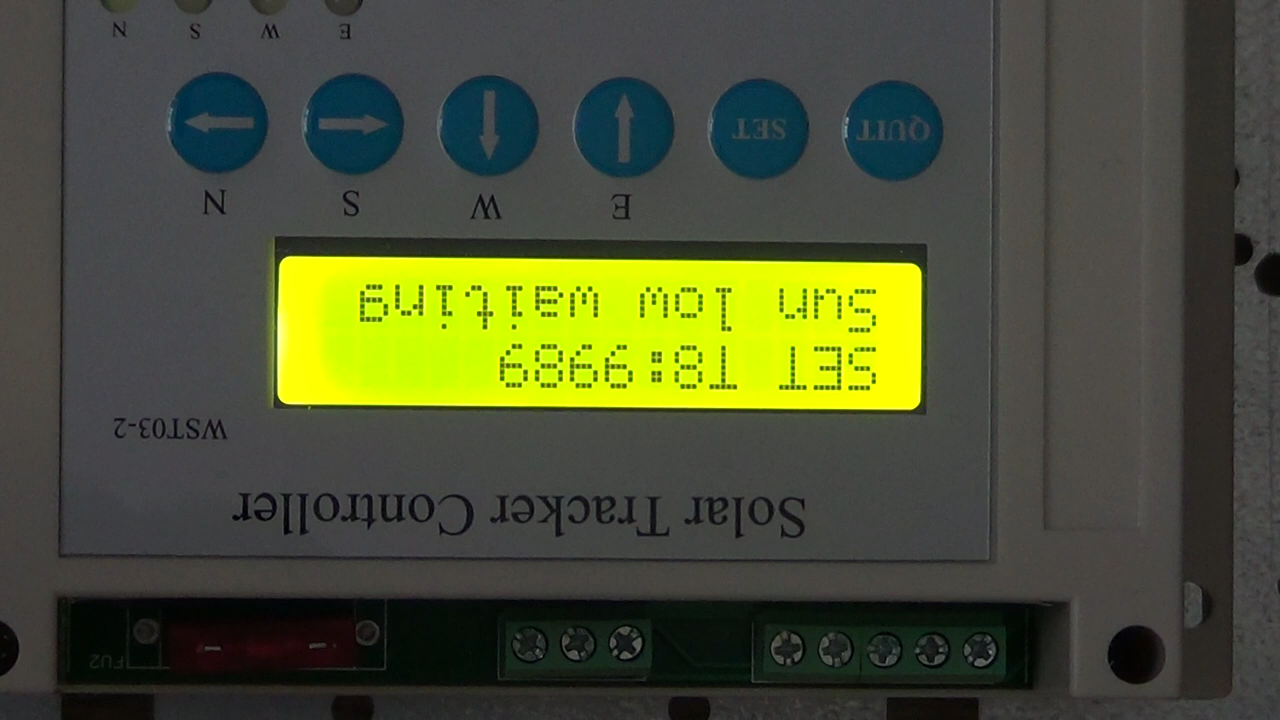 FU2
Solar Tracker Controller
WST03-2
SET T8:9989
Sun low waiting
E W S N
QUIT SET
E W S N